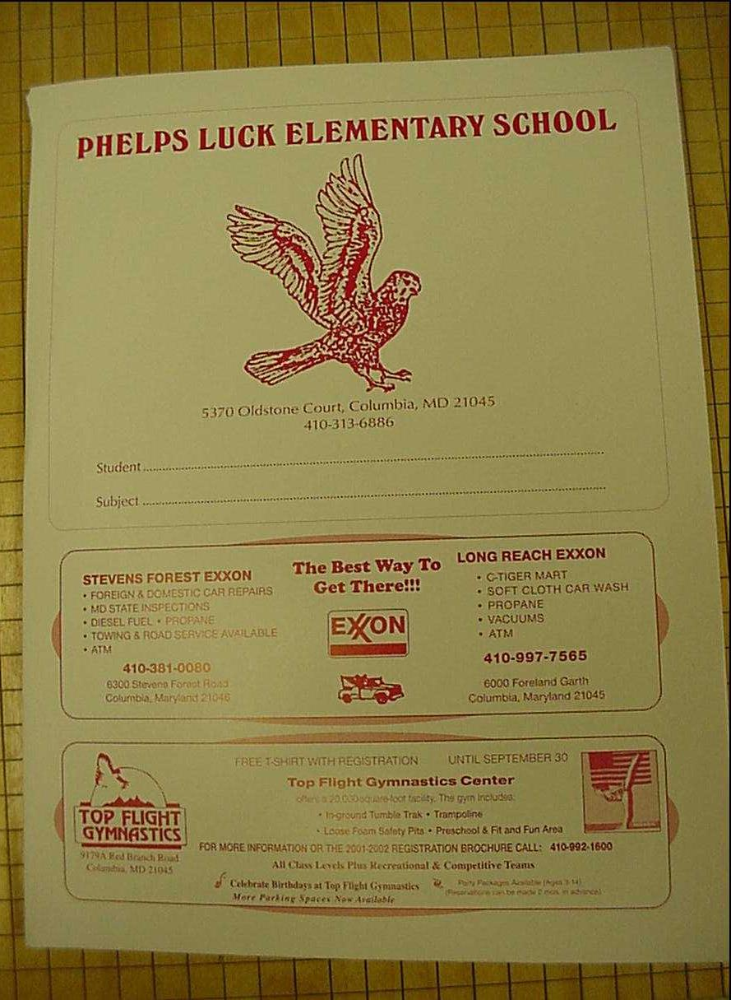 PHELPS LUCK ELEMENTARY SCHOOL
5370 Oldstone Court, Columbia, MD 21045
410-313-6886
Student
Subject
STEVENS FOREST EXXON
• FOREIGN & DOMESTIC CAR REPAIRS
• MD STATE INSPECTIONS
• DIESEL FUEL • PROPANE
• TOWING & ROAD SERVICE AVAILABLE
• ATM
410-381-0080
6300 Stevens Forest Road
Columbia, Maryland 21046
The Best Way To
Get There!!!
EXXON
LONG REACH EXXON
• C-TIGER MART
• SOFT CLOTH CAR WASH
• PROPANE
• VACUUMS
• ATM
410-997-7565
6000 Foreland Garth
Columbia, Maryland 21045
TOP FLIGHT
GYMNASTICS
9179A Red Branch Road
Columbia, MD 21045
FREE T-SHIRT WITH REGISTRATION UNTIL SEPTEMBER 30
Top Flight Gymnastics Center
offers a 20,000 square-foot facility. The gym includes:
• In-ground Tumble Trak • Trampoline
• Loose Foam Safety Pits • Preschool & Fit and Fun Area
FOR MORE INFORMATION OR THE 2001-2002 REGISTRATION BROCHURE CALL: 410-992-1600
All Class Levels Plus Recreational & Competitive Teams
Celebrate Birthdays at Top Flight Gymnastics
More Parking Spaces Now Available
Party Packages Available (Ages 3-14)
(Reservations can be made 2 mos. in advance)